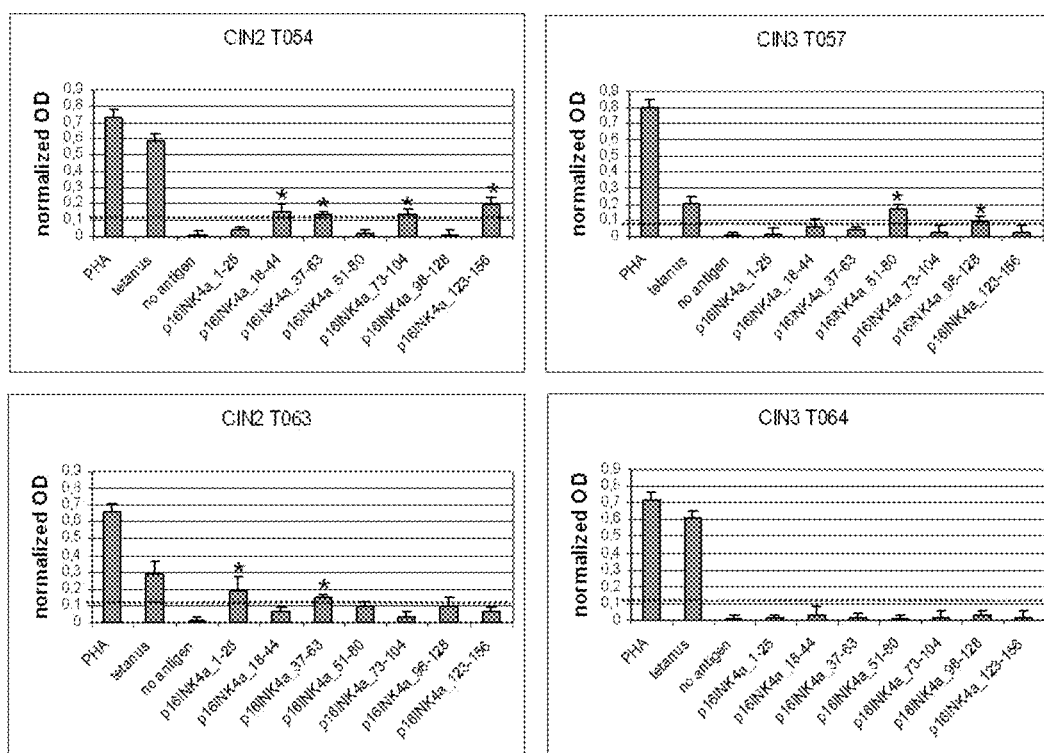 CIN2 T054
normalized OD
0,9
0,8
0,7
0,6
0,5
0,4
0,3
0,2
0,1
0
* * * *
PHA
tetanus
no antigen
p16INK4a_1-25
p16INK4a_18-44
p16INK4a_37-63
p16INK4a_51-80
p16INK4a_73-104
p16INK4a_98-128
p16INK4a_123-156
CIN3 T057
normalized OD
0,9
0,8
0,7
0,6
0,5
0,4
0,3
0,2
0,1
0
* *
PHA
tetanus
no antigen
p16INK4a_1-25
p16INK4a_18-44
p16INK4a_37-63
p16INK4a_51-80
p16INK4a_73-104
p16INK4a_98-128
p16INK4a_123-156
CIN2 T063
normalized OD
0,9
0,8
0,7
0,6
0,5
0,4
0,3
0,2
0,1
0
* *
PHA
tetanus
no antigen
p16INK4a_1-25
p16INK4a_18-44
p16INK4a_37-63
p16INK4a_51-80
p16INK4a_73-104
p16INK4a_98-128
p16INK4a_123-156
CIN3 T064
normalized OD
0,9
0,8
0,7
0,6
0,5
0,4
0,3
0,2
0,1
0
PHA
tetanus
no antigen
p16INK4a_1-25
p16INK4a_18-44
p16INK4a_37-63
p16INK4a_51-80
p16INK4a_73-104
p16INK4a_98-128
p16INK4a_123-156